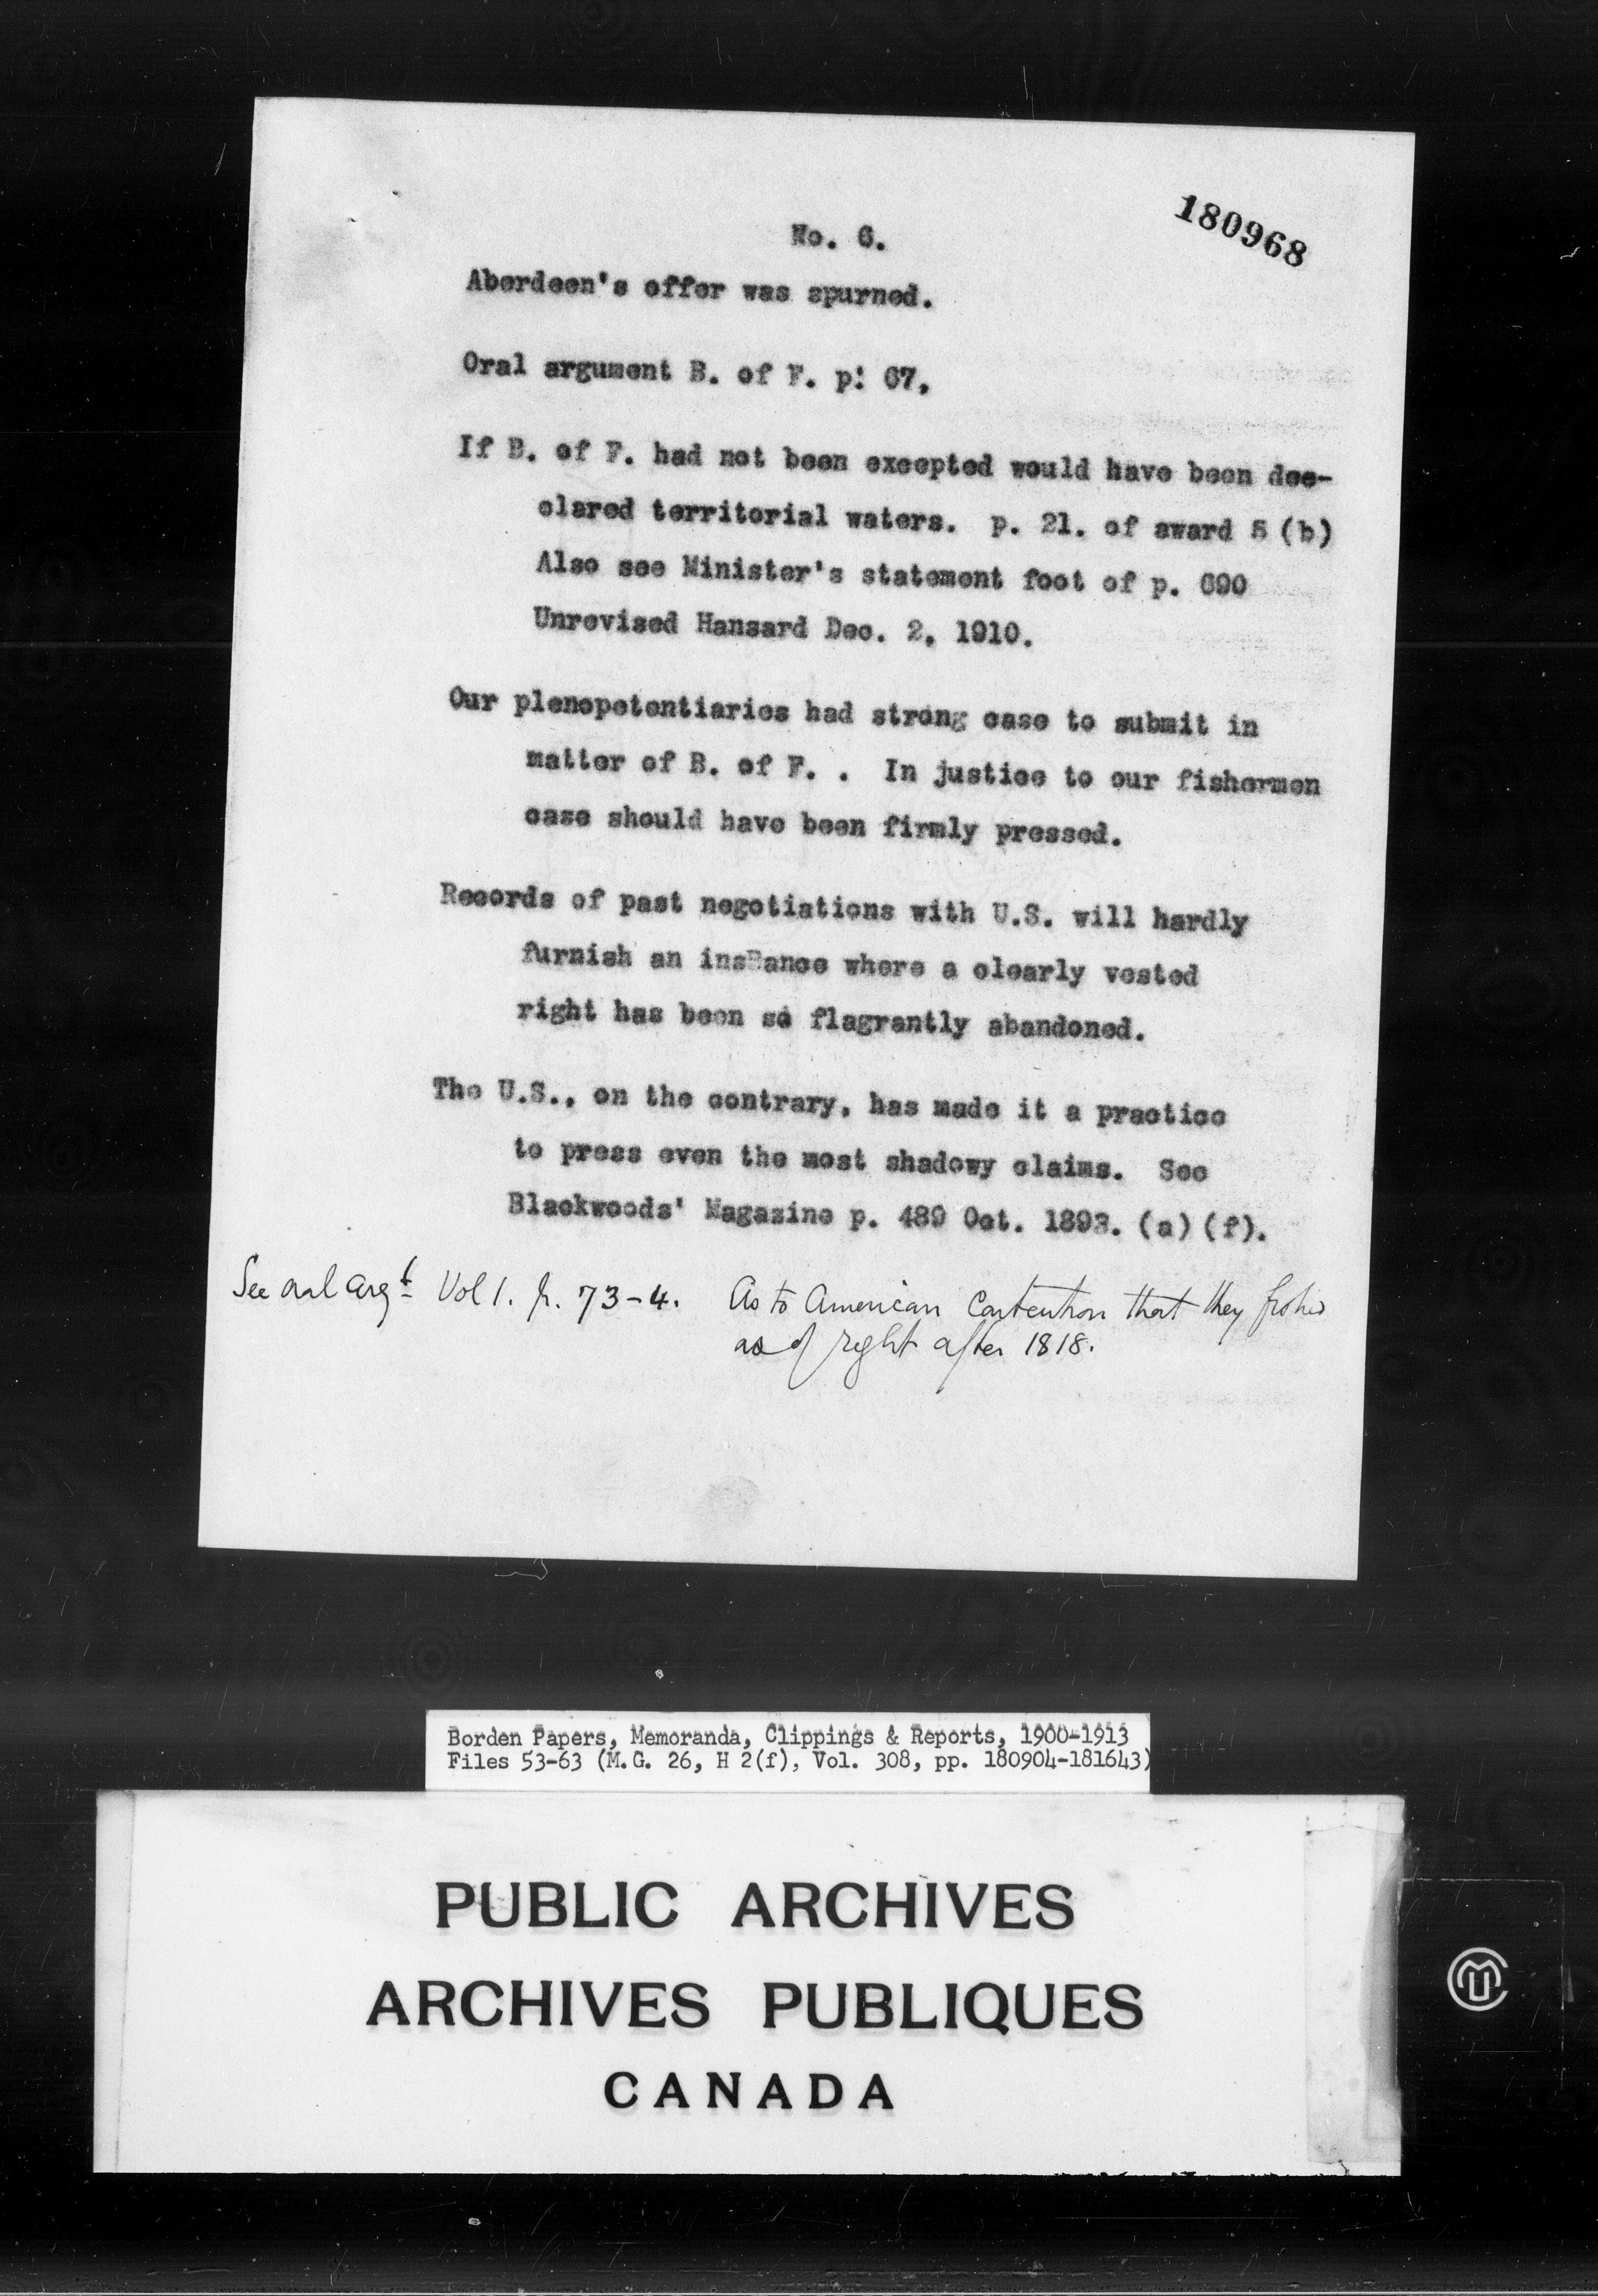 180968
No. 6.
Aberdeen's offer was spurned.
Oral argument B. of F. p: 67.
If B. of F. had not been excepted would have been dec-
clared territorial waters. p. 21. of award 5 (b)
Also see Minister's statement foot of p. 690
Unrevised Hansard Dec. 2, 1910.
Our plenopotentiaries had strong case to submit in
matter of B. of F. . In justice to our fishermen
case should have been firmly pressed.
Records of past negotiations with U.S. will hardly
furnish an instance where a clearly vested
right has been so flagrantly abandoned.
The U.S., on the contrary, has made it a practice
to press even the most shadowy claims. See
Blackwoods' Magazine p. 489 Oct. 1893. (a) (f).
See oral argt Vol 1. p. 73-4. As to American Contention that they fished
as of right after 1818.
Borden Papers, Memoranda, Clippings & Reports, 1900-1913
Files 53-63 (M.G. 26, H 2(f), Vol. 308, pp. 180904-181643)
PUBLIC ARCHIVES
ARCHIVES PUBLIQUES
CANADA